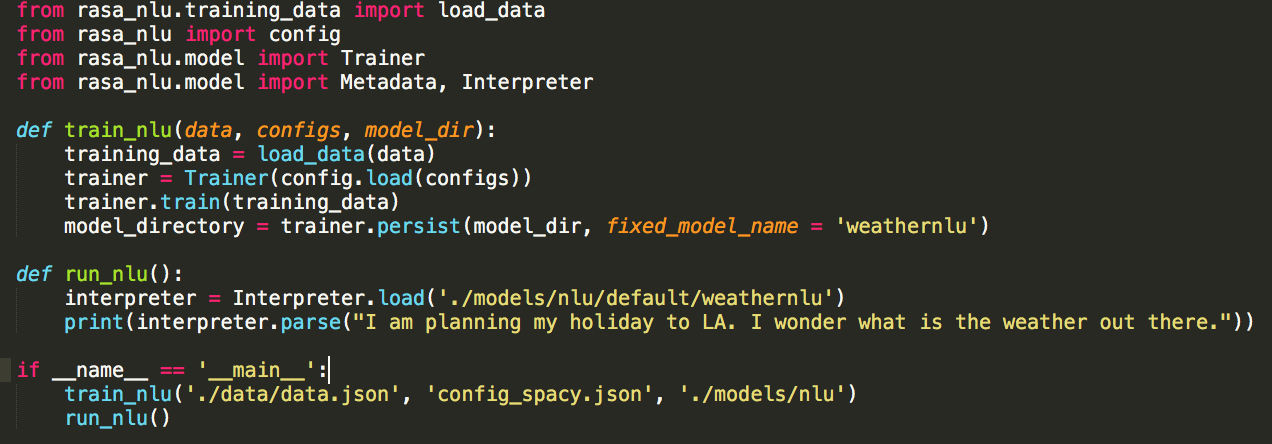 from rasa_nlu.training_data import load_data
from rasa_nlu import config
from rasa_nlu.model import Trainer
from rasa_nlu.model import Metadata, Interpreter

def train_nlu(data, configs, model_dir):
    training_data = load_data(data)
    trainer = Trainer(config.load(configs))
    trainer.train(training_data)
    model_directory = trainer.persist(model_dir, fixed_model_name = 'weathernlu')

def run_nlu():
    interpreter = Interpreter.load('./models/nlu/default/weathernlu')
    print(interpreter.parse("I am planning my holiday to LA. I wonder what is the weather out there."))

if __name__ == '__main__':
    train_nlu('./data/data.json', 'config_spacy.json', './models/nlu')
    run_nlu()